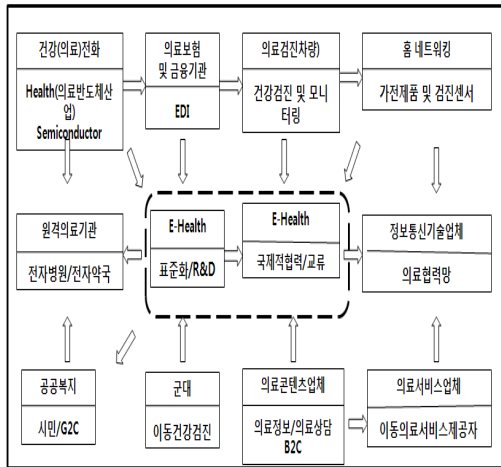 건강(의료)전화
Health(의료반도체산
업)
Semiconductor
의료보험
및 금융기관
EDI
의료검진차량)
건강검진 및 모니
터링
홈 네트워킹
가전제품 및 검진센서
원격의료기관
전자병원/전자약국
E-Health
표준화/R&D
E-Health
국제적협력/교류
정보통신기술업체
의료협력망
공공복지
시민/G2C
군대
이동건강검진
의료콘텐츠업체
의료정보/의료상담
B2C
의료서비스업체
이동의료서비스제공자